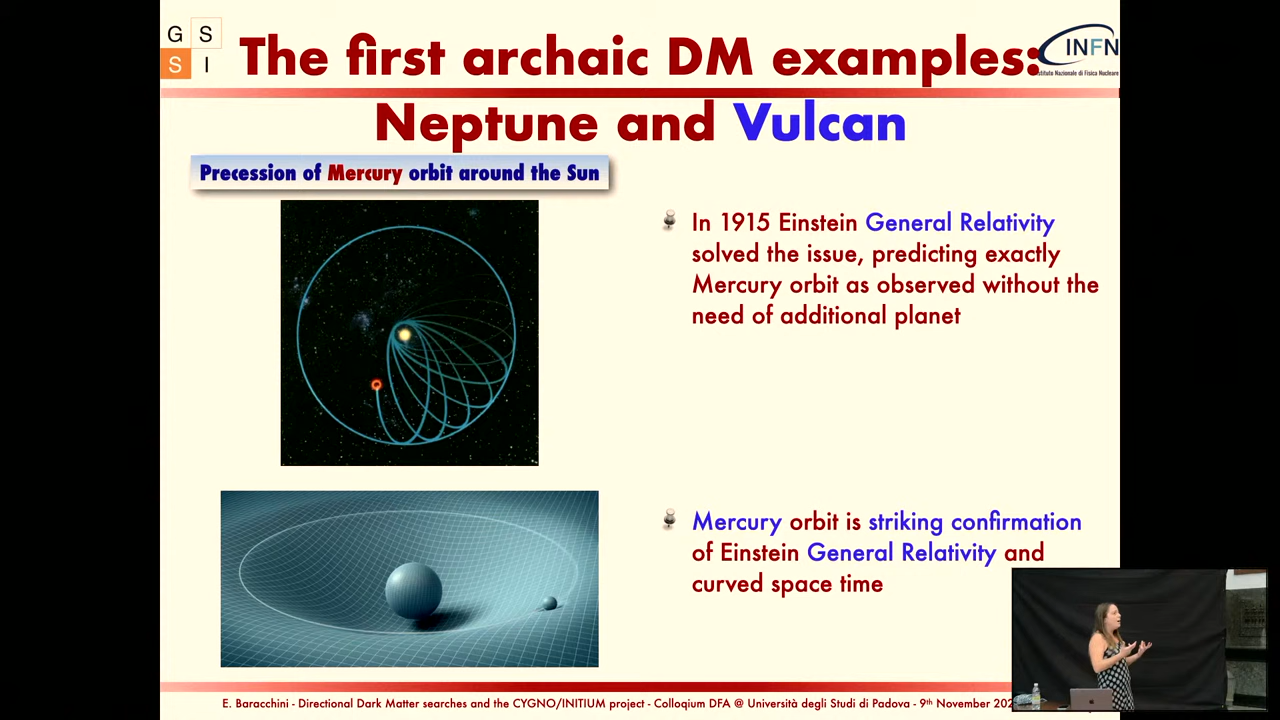 G S
S I
The first archaic DM examples:
INFN
Istituto Nazionale di Fisica Nucleare
Neptune and Vulcan
Precession of Mercury orbit around the Sun
In 1915 Einstein General Relativity
solved the issue, predicting exactly
Mercury orbit as observed without the
need of additional planet
Mercury orbit is striking confirmation
of Einstein General Relativity and
curved space time
E. Baracchini - Directional Dark Matter searches and the CYGNO/INITIUM project - Colloqium DFA @ Università degli Studi di Padova - 9th November 202